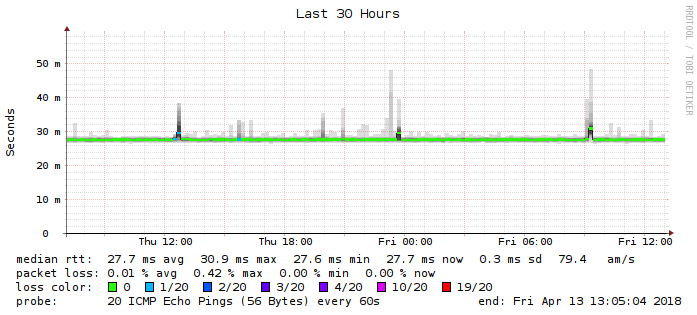 Last 30 Hours
RRDTOOL / TOBI OETIKER
Seconds
50 m
40 m
30 m
20 m
10 m
0
Thu 12:00 Thu 18:00 Fri 00:00 Fri 06:00 Fri 12:00
median rtt: 27.7 ms avg 30.9 ms max 27.6 ms min 27.7 ms now 0.3 ms sd 79.4 am/s
packet loss: 0.01 % avg 0.42 % max 0.00 % min 0.00 % now
loss color: 0 1/20 2/20 3/20 4/20 10/20 19/20
probe: 20 ICMP Echo Pings (56 Bytes) every 60s end: Fri Apr 13 13:05:04 2018